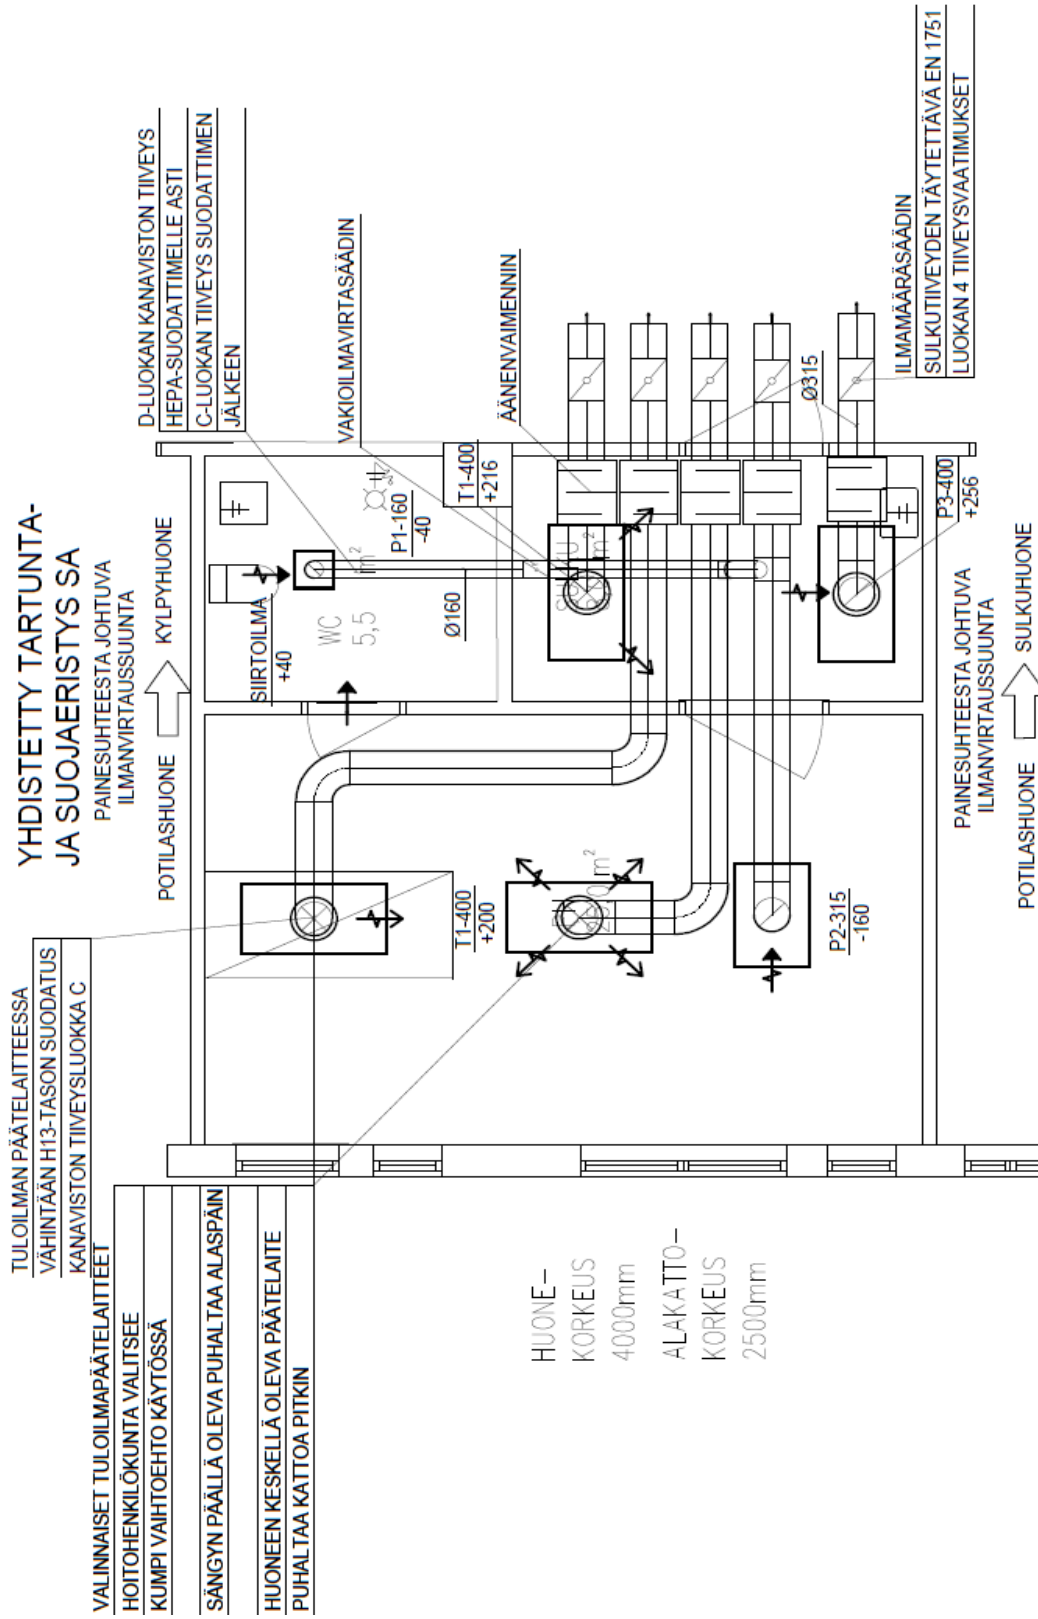 YHDISTETTY TARTUNTA-
JA SUOJAERISTYS SA
PAINESUHTEESTA JOHTUVA
ILMANVIRTAUSSUUNTA
POTILASHUONE
KYLPYHUONE
TULOILMAN PÄÄTELAITTEESSA
VÄHINTÄÄN H13-TASON SUODATUS
KANAVISTON TIIVEYSLUOKKA C
VALINNAISET TULOILMAPÄÄTELAITTEET
HOITOHENKILÖKUNTA VALITSEE
KUMPI VAIHTOEHTO KÄYTÖSSÄ
SÄNGYN PÄÄLLÄ OLEVA PUHALTAA ALASPÄIN
HUONEEN KESKELLÄ OLEVA PÄÄTELAITE
PUHALTAA KATTOA PITKIN
D-LUOKAN KANAVISTON TIIVEYS
HEPA-SUODATTIMELLE ASTI
C-LUOKAN TIIVEYS SUODATTIMEN
JÄLKEEN
VAKIOILMAVIRTASÄÄDIN
ÄÄNENVAIMENNIN
SIIRTOILMA
+40
WC
5,5
m²
P1-160
-40
Ø160
T1-400
+216
SULKU
m²
T1-400
+200
m²
P2-315
-160
Ø315
P3-400
+256
ILMAMÄÄRÄSÄÄDIN
SULKUTIIVEYDEN TÄYTETTÄVÄ EN 1751
LUOKAN 4 TIIVEYSVAATIMUKSET
HUONE-
KORKEUS
4000mm
ALAKATTO-
KORKEUS
2500mm
PAINESUHTEESTA JOHTUVA
ILMANVIRTAUSSUUNTA
POTILASHUONE
SULKUHUONE